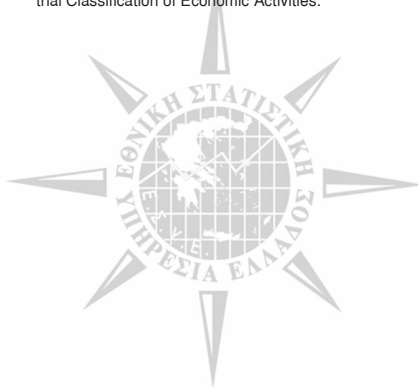 trial Classification of Economic Activities.
ΕΘΝΙΚΗ ΣΤΑΤΙΣΤΙΚΗ
ΥΠΗΡΕΣΙΑ ΕΛΛΑΔΟΣ
Ε.Σ.Υ.Ε.